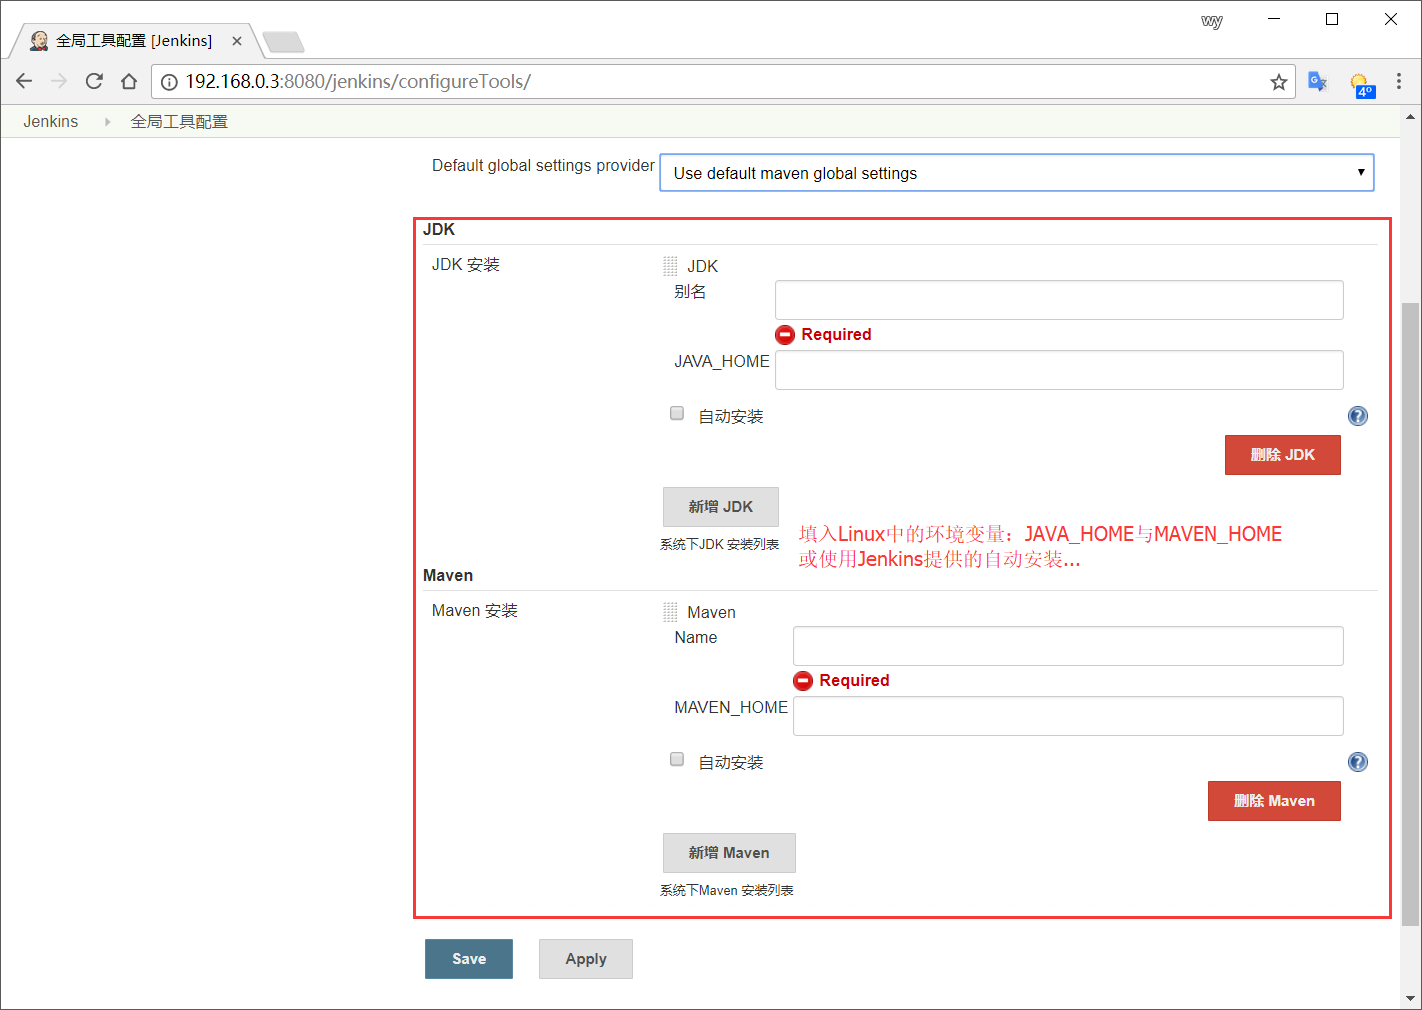 wy
全局工具配置 [Jenkins]
192.168.0.3:8080/jenkins/configureTools/
4°
Jenkins
全局工具配置
Default global settings provider
Use default maven global settings
JDK
JDK 安装
JDK
别名
Required
JAVA_HOME
自动安装
删除 JDK
新增 JDK
系统下JDK 安装列表
填入Linux中的环境变量：JAVA_HOME与MAVEN_HOME
或使用Jenkins提供的自动安装...
Maven
Maven 安装
Maven
Name
Required
MAVEN_HOME
自动安装
删除 Maven
新增 Maven
系统下Maven 安装列表
Save
Apply